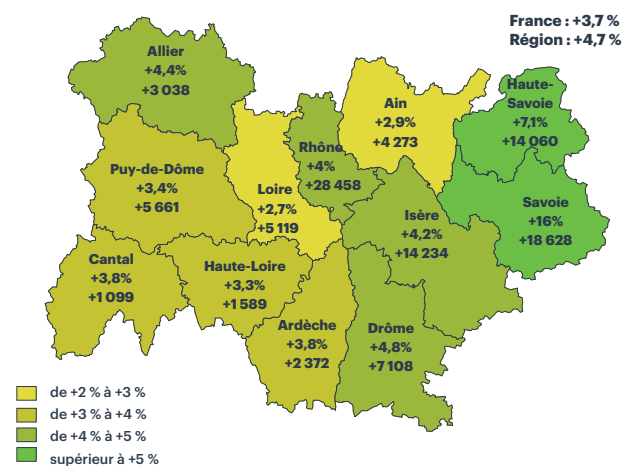 France : +3,7 %
Région : +4,7 %
Allier
+4,4%
+3 038
Ain
+2,9%
+4 273
Haute-
Savoie
+7,1%
+14 060
Rhône
+4%
+28 458
Puy-de-Dôme
+3,4%
+5 661
Loire
+2,7%
+5 119
Isère
+4,2%
+14 234
Savoie
+16%
+18 628
Cantal
+3,8%
+1 099
Haute-Loire
+3,3%
+1 589
Ardèche
+3,8%
+2 372
Drôme
+4,8%
+7 108
de +2 % à +3 %
de +3 % à +4 %
de +4 % à +5 %
supérieur à +5 %